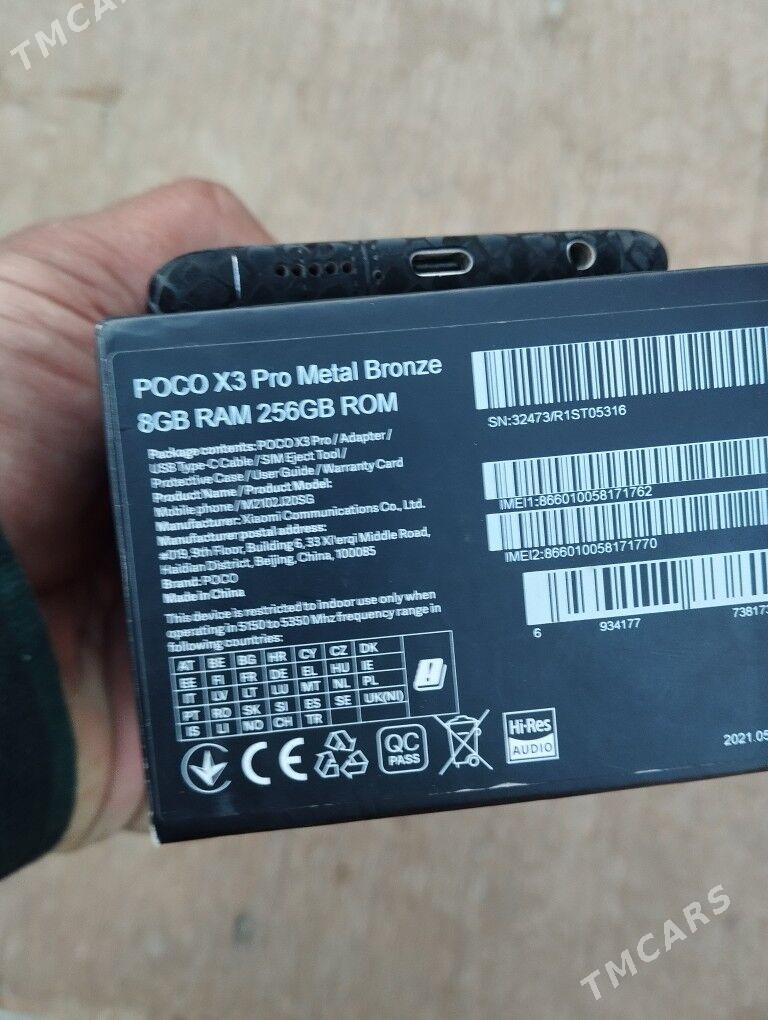 TMCARS
POCO X3 Pro Metal Bronze
8GB RAM 256GB ROM
Package contents: POCO X3 Pro / Adapter /
USB Type-C Cable / SIM Eject Tool /
Protective Case / User Guide / Warranty Card
Product Name / Product Model:
Mobile phone / M2102J20SG
Manufacturer: Xiaomi Communications Co., Ltd.
Manufacturer postal address:
#019, 9th Floor, Building 6, 33 Xi'erqi Middle Road,
Haidian District, Beijing, China, 100085
Brand: POCO
Made in China
This device is restricted to indoor use only when
operating in 5150 to 5350 Mhz frequency range in
following countries:
AT BE BG HR CY CZ DK
EE FI FR DE EL HU IE
IT LV LT LU MT NL PL
PT RO SK SI ES SE UK(NI)
IS LI NO CH TR
SN:32473/R1ST05316
IMEI1:866010058171762
IMEI2:866010058171770
6 934177 73817
CE
QC
PASS
Hi-Res
AUDIO
2021.05
TMCARS